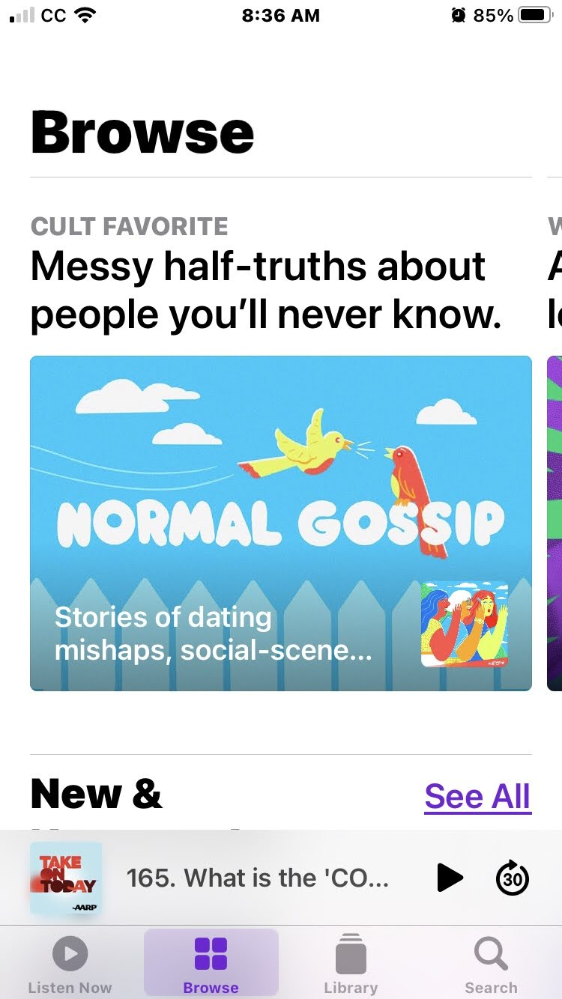 CC
8:36 AM
85%
Browse
CULT FAVORITE
Messy half-truths about
people you’ll never know.
NORMAL GOSSIP
Stories of dating
mishaps, social-scene...
New &
See All
TAKE
ON
TODAY
-AARP
165. What is the 'CO...
30
Listen Now
Browse
Library
Search